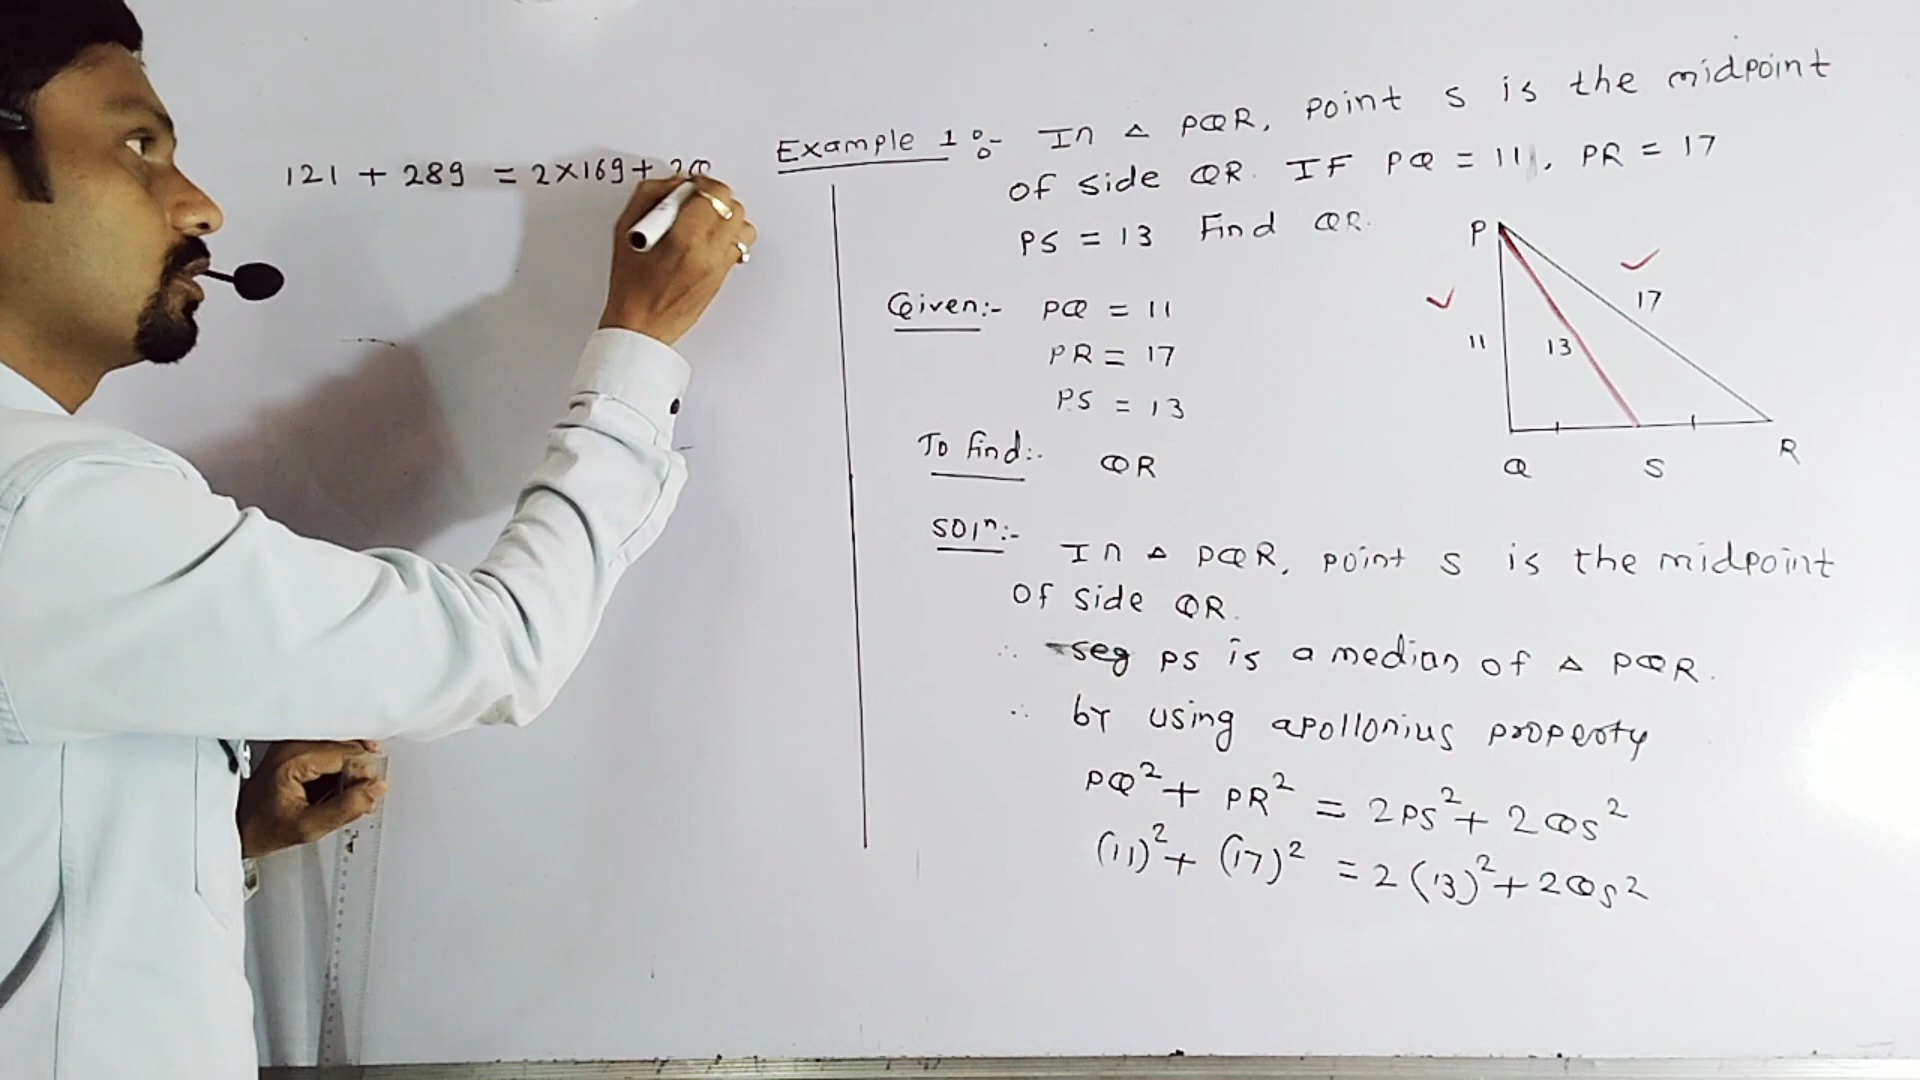 121 + 289 = 2×169 + 2Q
Example 1 :- In △ PQR, point S is the midpoint
of side QR. IF PQ = 11, PR = 17
PS = 13 Find QR.
Given:- PQ = 11
PR = 17
PS = 13
To find:- QR
P
17
11
13
Q S R
Solⁿ:-
In △ PQR, point S is the midpoint
of side QR.
∴ seg PS is a median of △ PQR.
∴ by using apollonius property
PQ² + PR² = 2PS² + 2QS²
(11)² + (17)² = 2(13)² + 2QS²